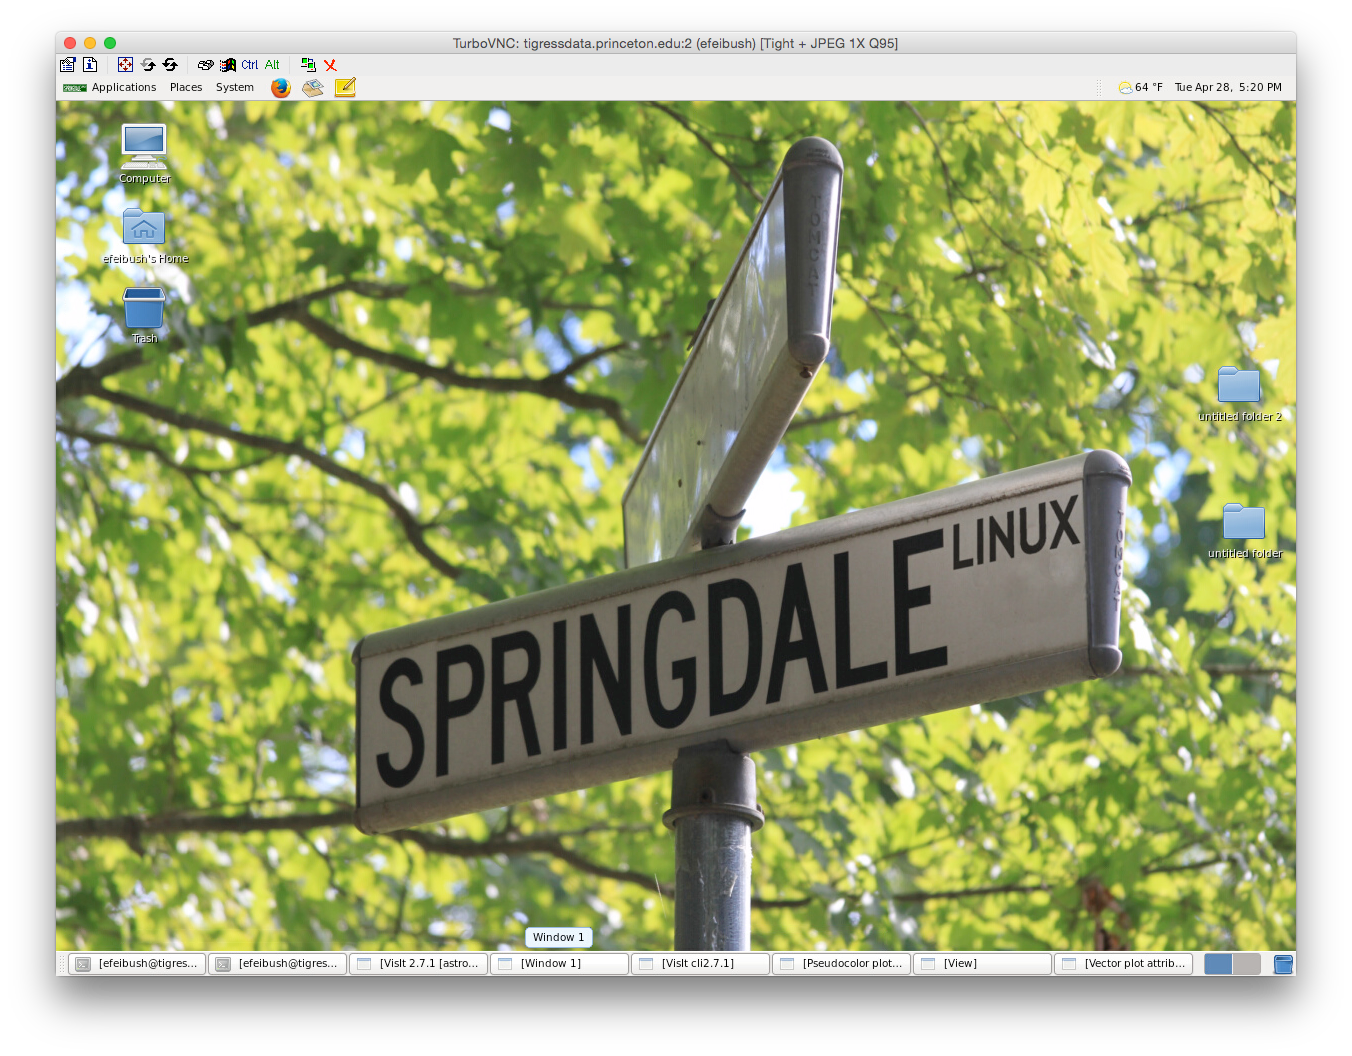 TurboVNC: tigressdata.princeton.edu:2 (efeibush) [Tight + JPEG 1X Q95]
Ctrl Alt
Applications Places System 64 °F Tue Apr 28, 5:20 PM
Computer
efeibush's Home
Trash
TOMCAT
untitled folder 2
untitled folder
SPRINGDALE LINUX
TOMCAT
Window 1
[efeibush@tigres... [efeibush@tigres... [VisIt 2.7.1 [astro... [Window 1] [VisIt cli2.7.1] [Pseudocolor plot... [View] [Vector plot attrib...